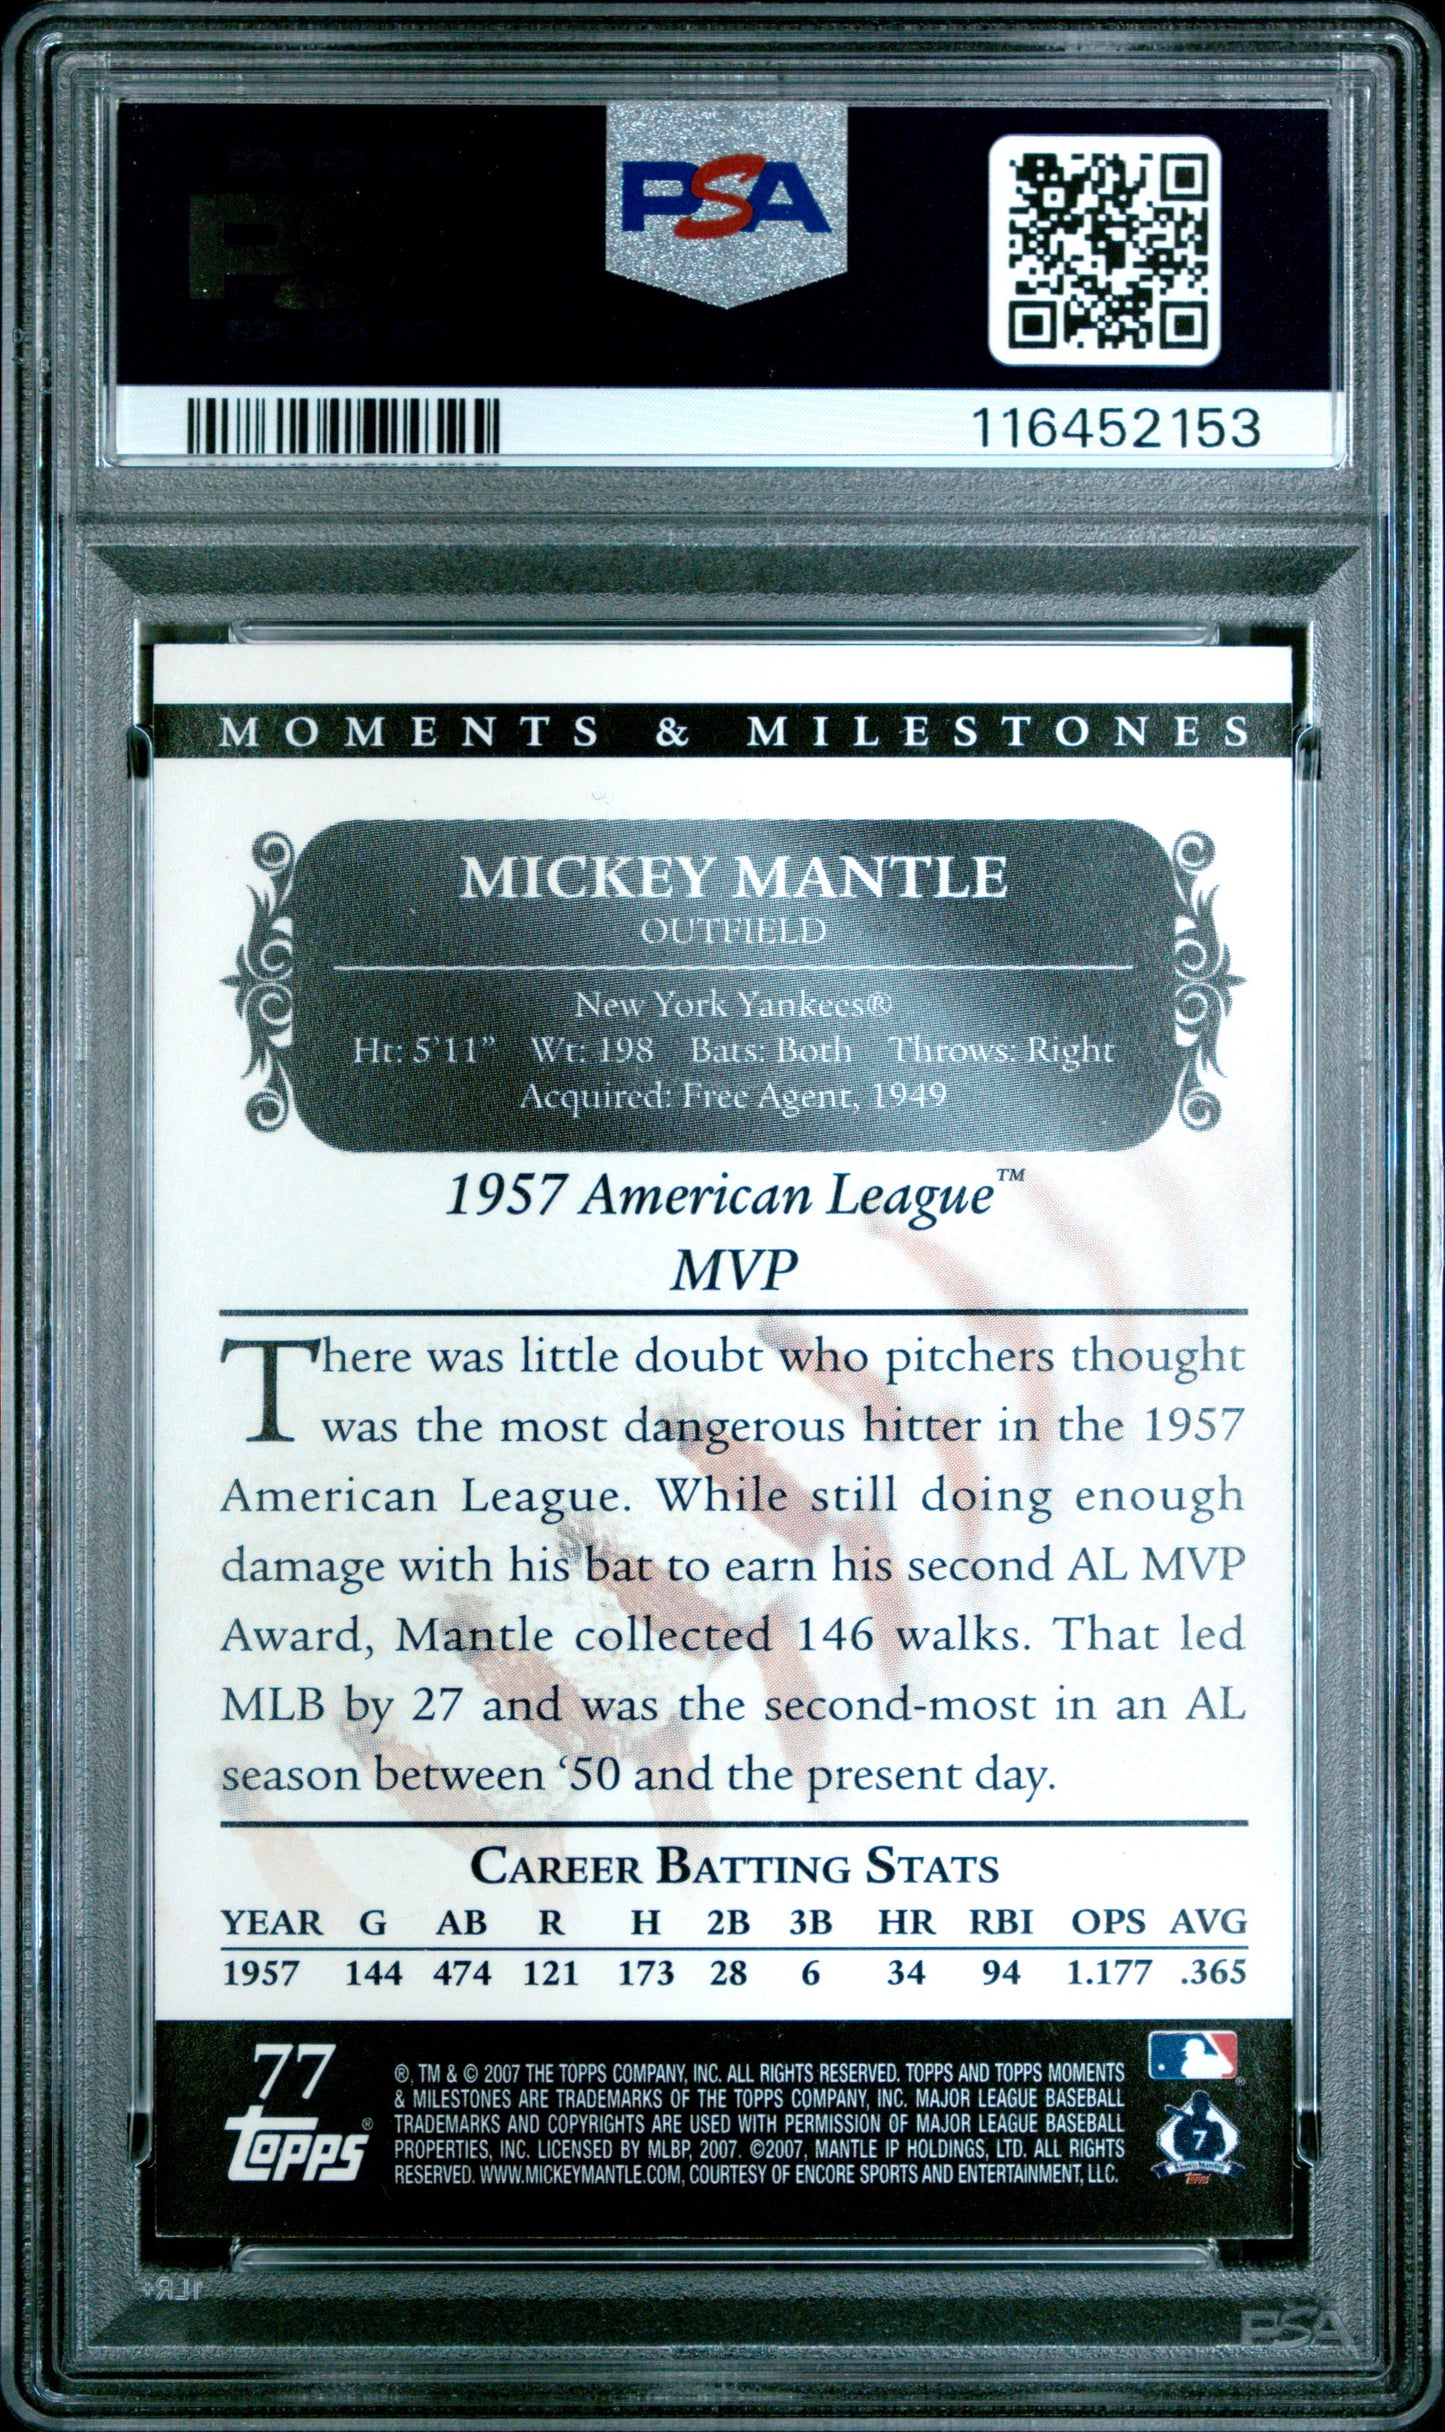 PSA
116452153
MOMENTS & MILESTONES
MICKEY MANTLE
OUTFIELD
New York Yankees®
Ht: 5'11" Wt: 198 Bats: Both Throws: Right
Acquired: Free Agent, 1949
1957 American League™
MVP
There was little doubt who pitchers thought
was the most dangerous hitter in the 1957
American League. While still doing enough
damage with his bat to earn his second AL MVP
Award, Mantle collected 146 walks. That led
MLB by 27 and was the second-most in an AL
season between ‘50 and the present day.
CAREER BATTING STATS
YEAR G AB R H 2B 3B HR RBI OPS AVG
1957 144 474 121 173 28 6 34 94 1.177 .365
77
Topps®
®, TM & © 2007 THE TOPPS COMPANY, INC. ALL RIGHTS RESERVED. TOPPS AND TOPPS MOMENTS
& MILESTONES ARE TRADEMARKS OF THE TOPPS COMPANY, INC. MAJOR LEAGUE BASEBALL
TRADEMARKS AND COPYRIGHTS ARE USED WITH PERMISSION OF MAJOR LEAGUE BASEBALL
PROPERTIES, INC. LICENSED BY MLBP, 2007. ©2007, MANTLE IP HOLDINGS, LTD. ALL RIGHTS
RESERVED. WWW.MICKEYMANTLE.COM, COURTESY OF ENCORE SPORTS AND ENTERTAINMENT, LLC.
7
Topps
PSA